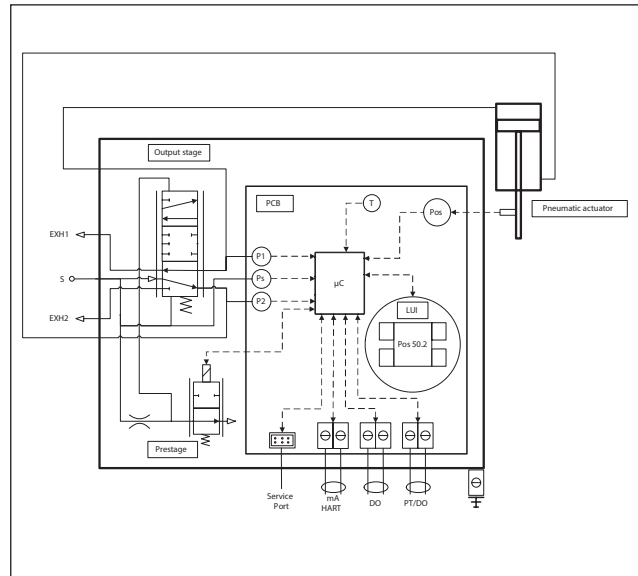 Output stage
PCB
T
Pos
Pneumatic actuator
EXH1
P1
S
Ps
µC
EXH2
P2
LUI
Pos 50.2
Prestage
Service
Port
mA
HART
DO
PT/DO